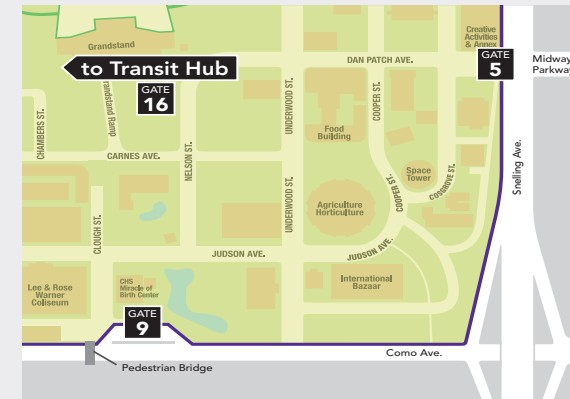 Grandstand
Creative
Activities
& Annex
DAN PATCH AVE.
to Transit Hub
GATE
5
Midway
Parkway
GATE
16
Grandstand Ramp
CHAMBERS ST.
UNDERWOOD ST.
COOPER ST.
Food
Building
NELSON ST.
CARNES AVE.
Snelling Ave.
Space
Tower
COSGROVE ST.
COOPER ST.
UNDERWOOD ST.
Agriculture
Horticulture
CLOUGH ST.
JUDSON AVE.
JUDSON AVE.
Lee & Rose
Warner
Coliseum
CHS
Miracle of
Birth Center
International
Bazaar
GATE
9
Como Ave.
Pedestrian Bridge